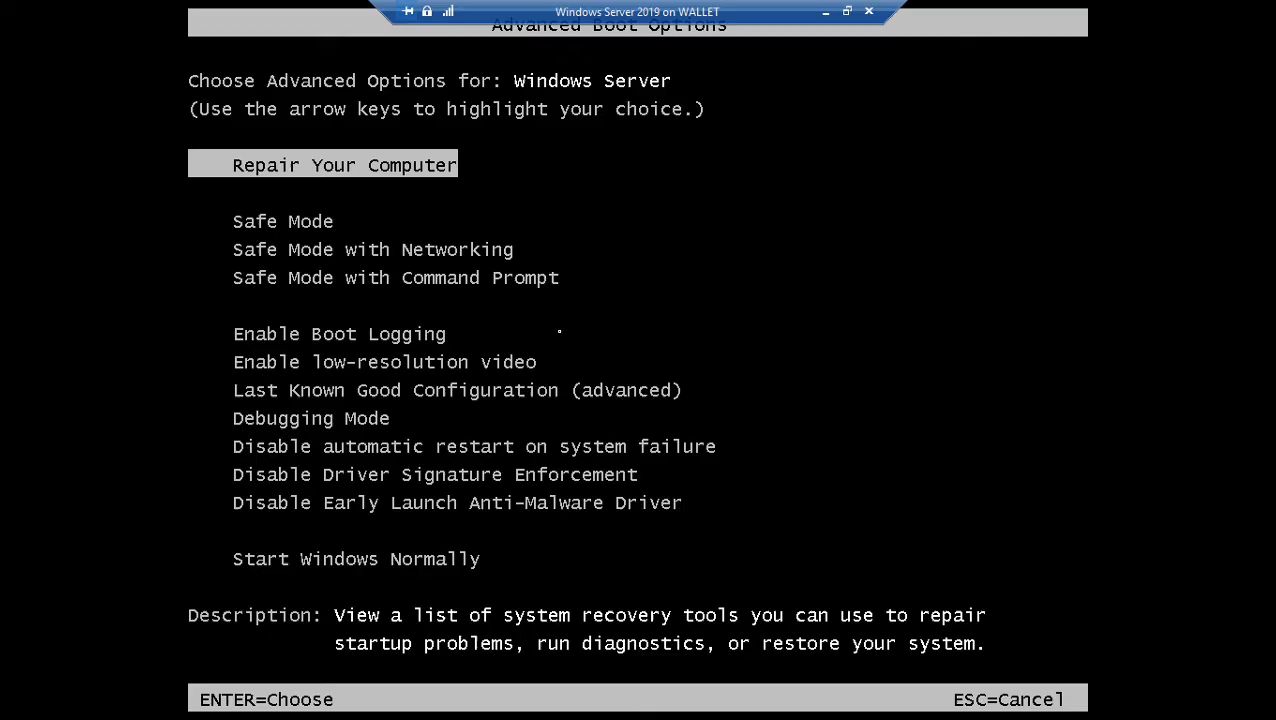 Windows Server 2019 on WALLET
Advanced Boot Options
Choose Advanced Options for: Windows Server
(Use the arrow keys to highlight your choice.)
Repair Your Computer
Safe Mode
Safe Mode with Networking
Safe Mode with Command Prompt
Enable Boot Logging
Enable low-resolution video
Last Known Good Configuration (advanced)
Debugging Mode
Disable automatic restart on system failure
Disable Driver Signature Enforcement
Disable Early Launch Anti-Malware Driver
Start Windows Normally
Description: View a list of system recovery tools you can use to repair
startup problems, run diagnostics, or restore your system.
ENTER=Choose ESC=Cancel